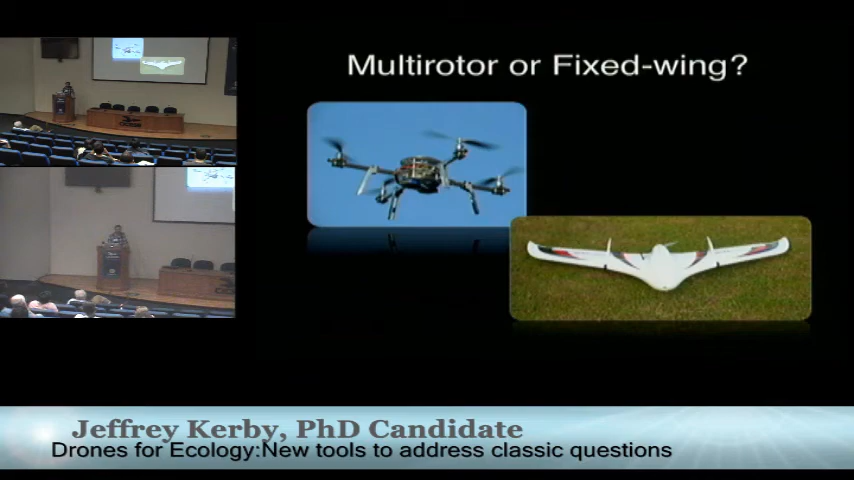 Multirotor or Fixed-wing?
Jeffrey Kerby, PhD Candidate
Drones for Ecology:New tools to address classic questions